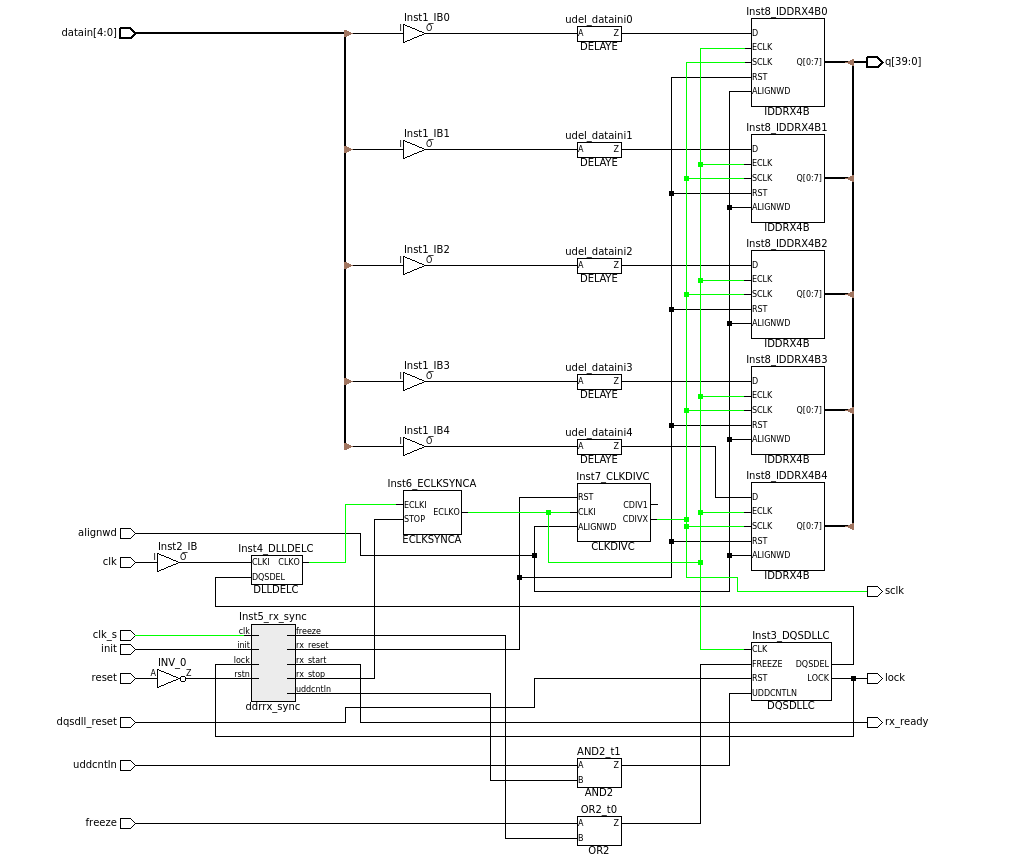 Inst8_IDDRX4B0
Inst1_IB0
udel_dataini0
datain[4:0]
I
O
A Z
D
DELAYE
ECLK
SCLK Q[0:7]
q[39:0]
RST
ALIGNWD
IDDRX4B
Inst8_IDDRX4B1
Inst1_IB1
udel_dataini1
I
O
A Z
D
DELAYE
ECLK
SCLK Q[0:7]
RST
ALIGNWD
IDDRX4B
Inst8_IDDRX4B2
Inst1_IB2
udel_dataini2
I
O
A Z
D
DELAYE
ECLK
SCLK Q[0:7]
RST
ALIGNWD
IDDRX4B
Inst8_IDDRX4B3
Inst1_IB3
udel_dataini3
I
O
A Z
D
DELAYE
ECLK
SCLK Q[0:7]
RST
ALIGNWD
IDDRX4B
Inst1_IB4
udel_dataini4
I
O
A Z
DELAYE
Inst8_IDDRX4B4
D
ECLK
SCLK Q[0:7]
RST
ALIGNWD
IDDRX4B
Inst6_ECLKSYNCA
ECLKI
STOP
ECLKO
ECLKSYNCA
Inst7_CLKDIVC
RST
CDIV1
CLKI
CDIVX
ALIGNWD
CLKDIVC
alignwd
Inst2_IB
clk
I
O
Inst4_DLLDELC
CLKI CLKO
DQSDEL
DLLDELC
sclk
Inst5_rx_sync
clk_s
clk freeze
init
init rx_reset
lock rx_start
rstn rx_stop
uddcntln
ddrrx_sync
INV_0
reset
A Z
Inst3_DQSDLLC
CLK
FREEZE DQSDEL
RST LOCK
UDDCNTLN
DQSDLLC
lock
dqsdll_reset
rx_ready
AND2_t1
uddcntln
A Z
B
AND2
OR2_t0
freeze
A Z
B
OR2